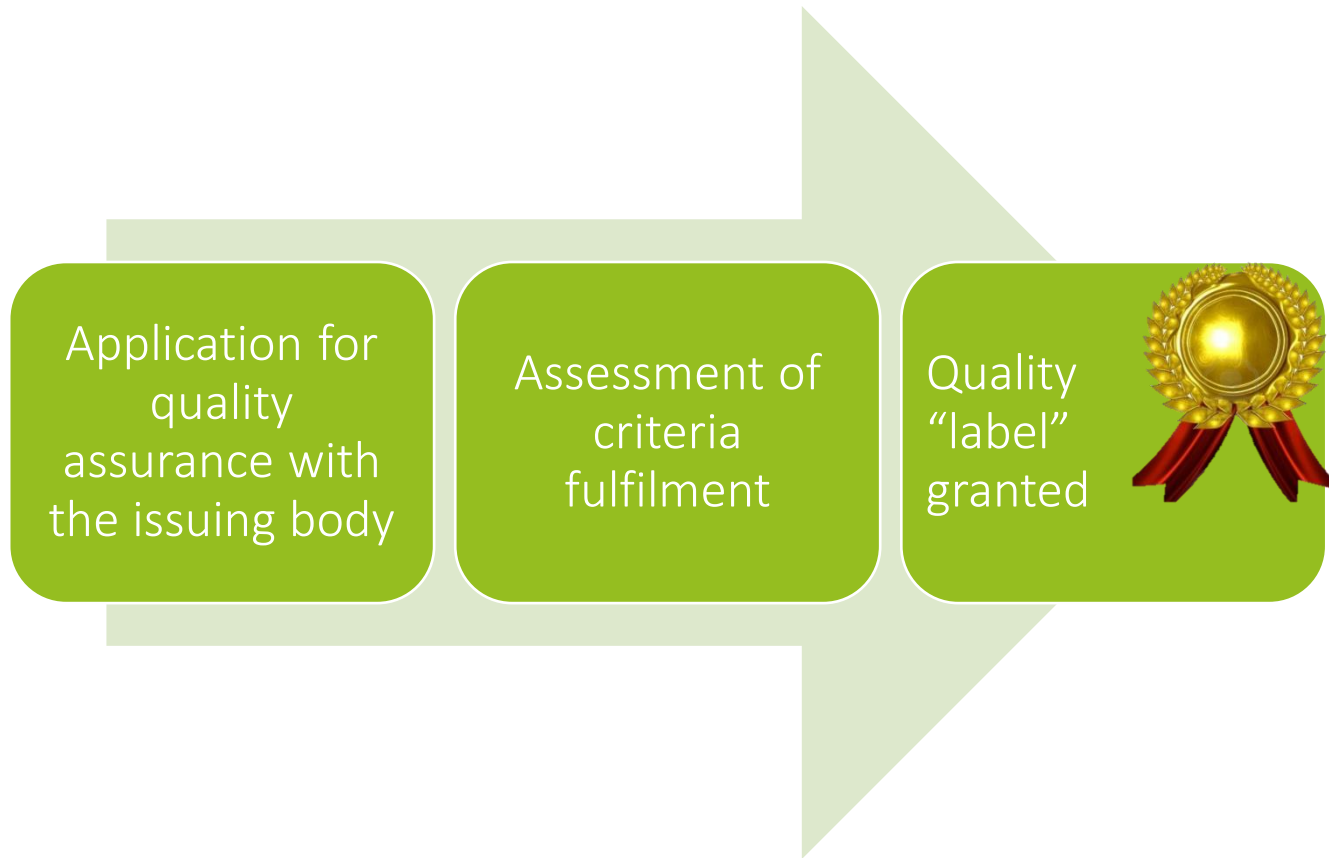 Application for
quality
assurance with
the issuing body
Assessment of
criteria
fulfilment
Quality
“label”
granted